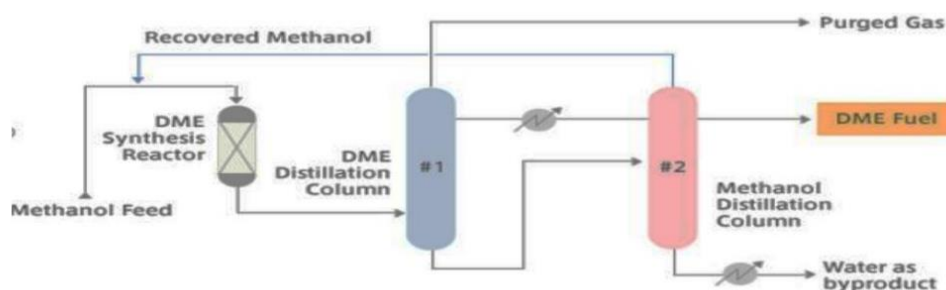 Purged Gas
Recovered Methanol
DME
Synthesis
Reactor
DME Fuel
DME
Distillation
Column
#1
#2
Methanol Feed
Methanol
Distillation
Column
Water as
byproduct